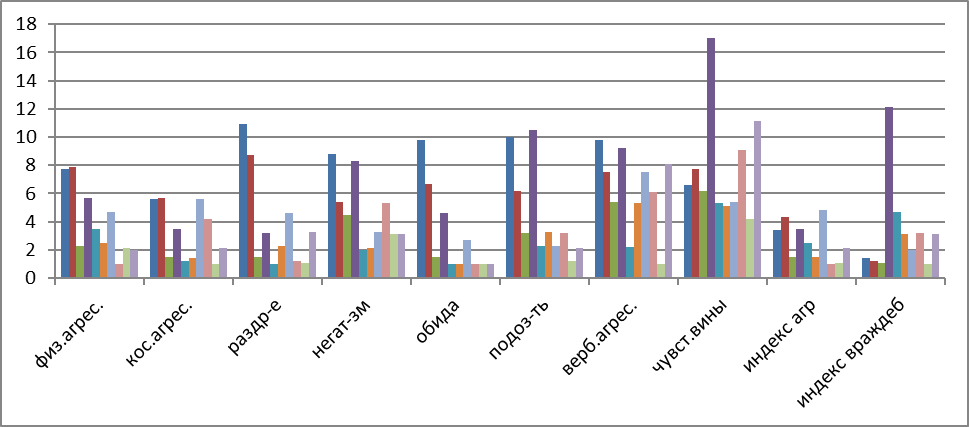 18
16
14
12
10
8
6
4
2
0
физ.агрес.
кос.агрес.
раздр-е
негат-зм
обида
подоз-ть
верб.агрес.
чувст.вины
индекс агр
индекс враждеб